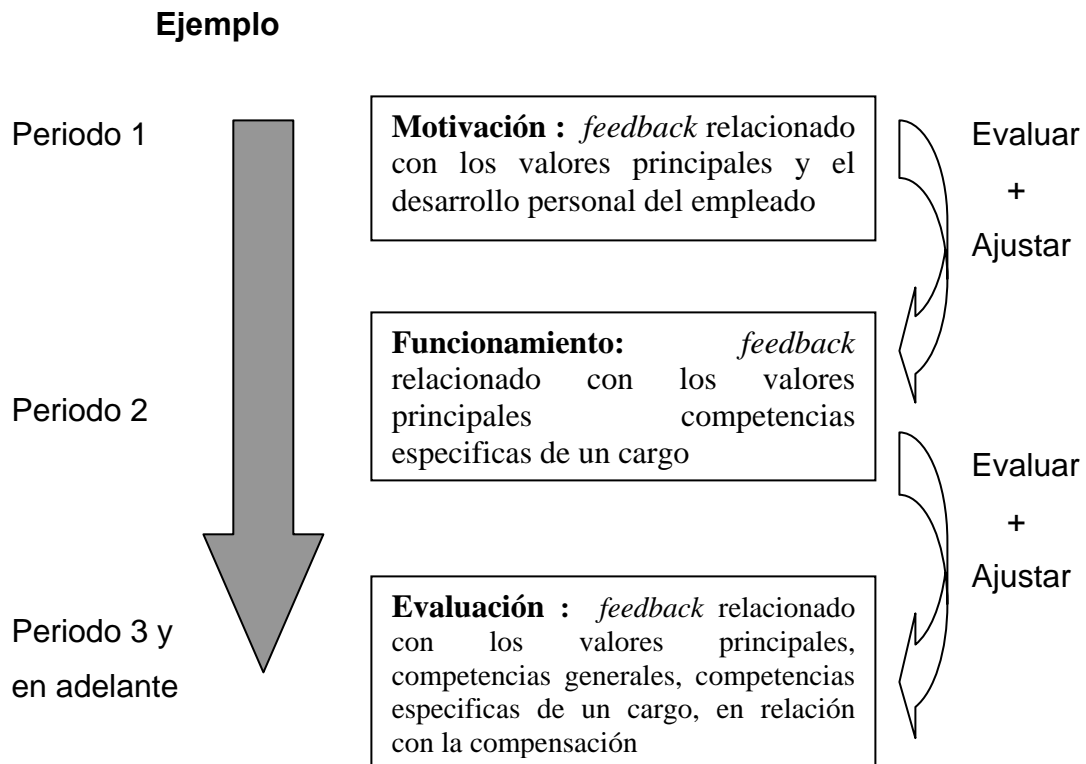 Ejemplo
Periodo 1
Motivación : feedback relacionado
con los valores principales y el
desarrollo personal del empleado
Evaluar
+
Ajustar
Periodo 2
Funcionamiento: feedback
relacionado con los valores
principales competencias
especificas de un cargo
Evaluar
+
Ajustar
Periodo 3 y
en adelante
Evaluación : feedback relacionado
con los valores principales,
competencias generales, competencias
especificas de un cargo, en relación
con la compensación